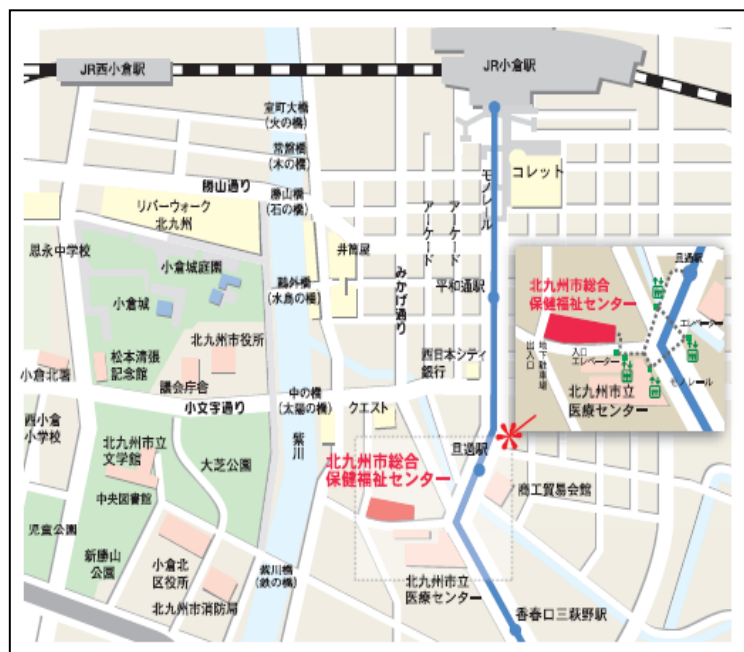 JR西小倉駅
JR小倉駅
室町大橋
(火の橋)
常盤橋
(木の橋)
勝山通り
勝山橋
(石の橋)
リバーウォーク
北九州
モノレール
コレット
アーケード
アーケード
思永中学校
小倉城庭園
井筒屋
みかげ通り
鷗外橋
(水鳥の橋)
小倉城
平和通駅
北九州市役所
松本清張
記念館
小倉北署
議会庁舎
西日本シティ
銀行
小文字通り
中の橋
(太陽の橋)
クエスト
西小倉
小学校
紫川
北九州市立
文学館
大芝公園
旦過駅
北九州市総合
保健福祉センター
中央図書館
商工貿易会館
児童公園
新勝山
公園
小倉北
区役所
紫川橋
(鉄の橋)
北九州市消防局
北九州市立
医療センター
香春口三萩野駅
旦過駅
北九州市総合
保健福祉センター
エレベーター
地下駐車場
出入口
入口
エレベーター
モノレール
北九州市立
医療センター